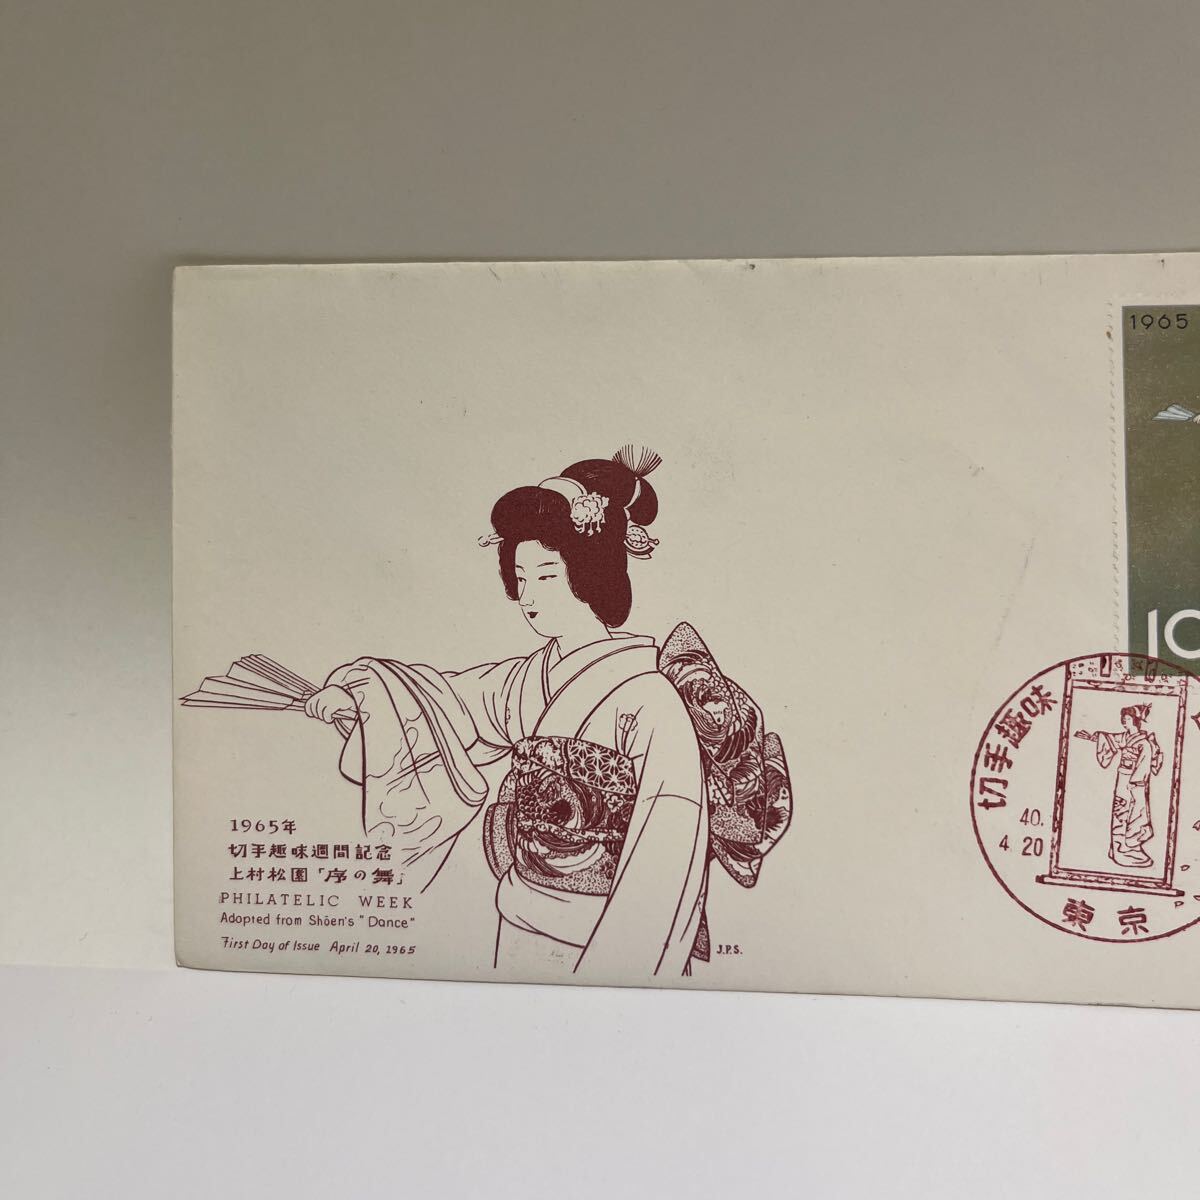 1965
10
切手趣味
40.
4.20
東京
1965年
切手趣味週間記念
上村松園「序の舞」
PHILATELIC WEEK
Adopted from Shōen's "Dance"
First Day of Issue April 20, 1965
J.P.S.